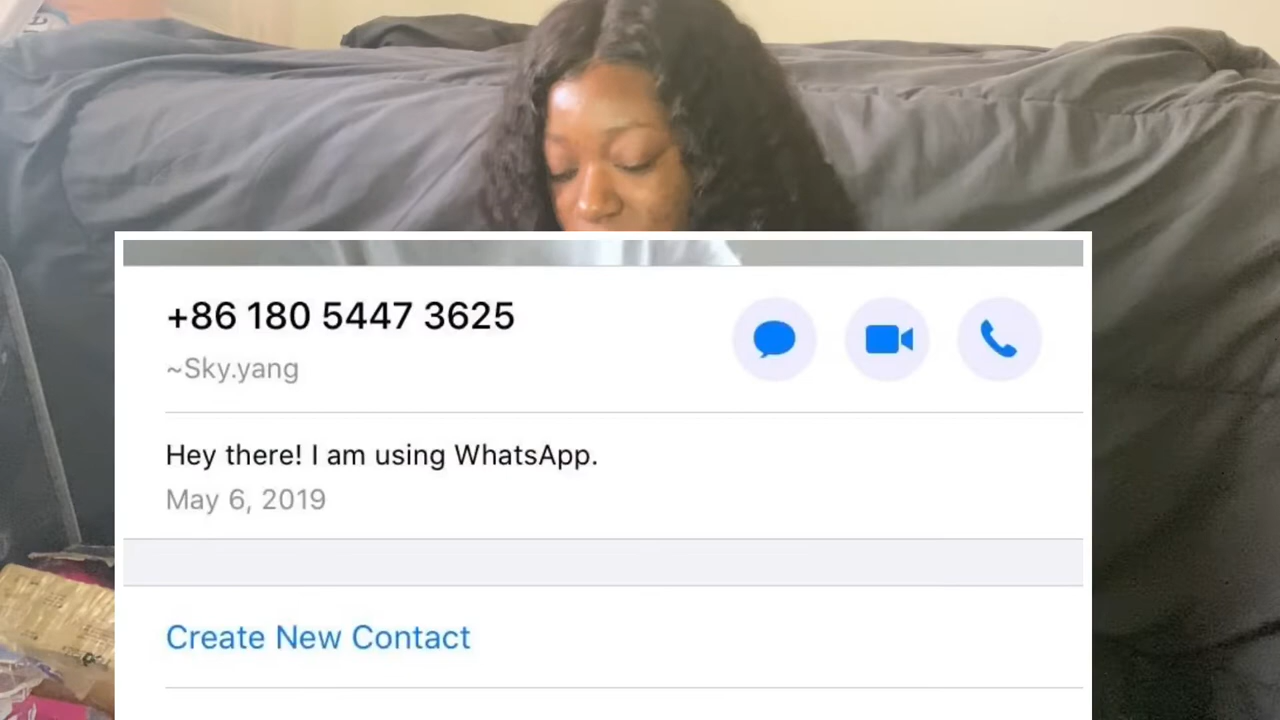 +86 180 5447 3625
~Sky.yang
Hey there! I am using WhatsApp.
May 6, 2019
Create New Contact